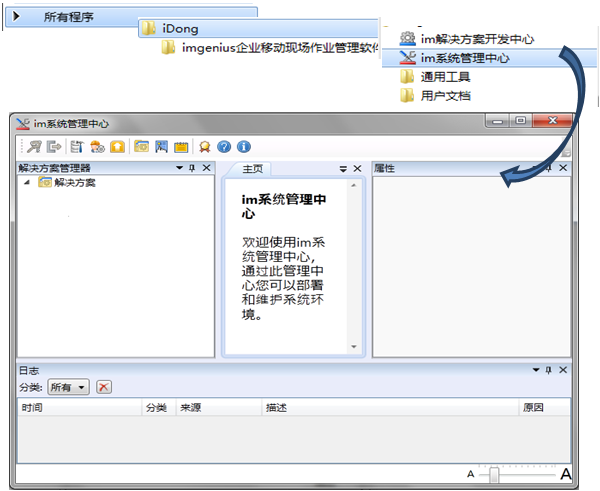 所有程序
iDong
imgenius企业移动现场作业管理软件
im解决方案开发中心
im系统管理中心
通用工具
用户文档
im系统管理中心
解决方案管理器
主页
属性
解决方案
im系统管理中
心
欢迎使用im系
统管理中心，
通过此管理中
心您可以部署
和维护系统环
境。
日志
分类: 所有
时间 分类 来源 描述 原因
A A